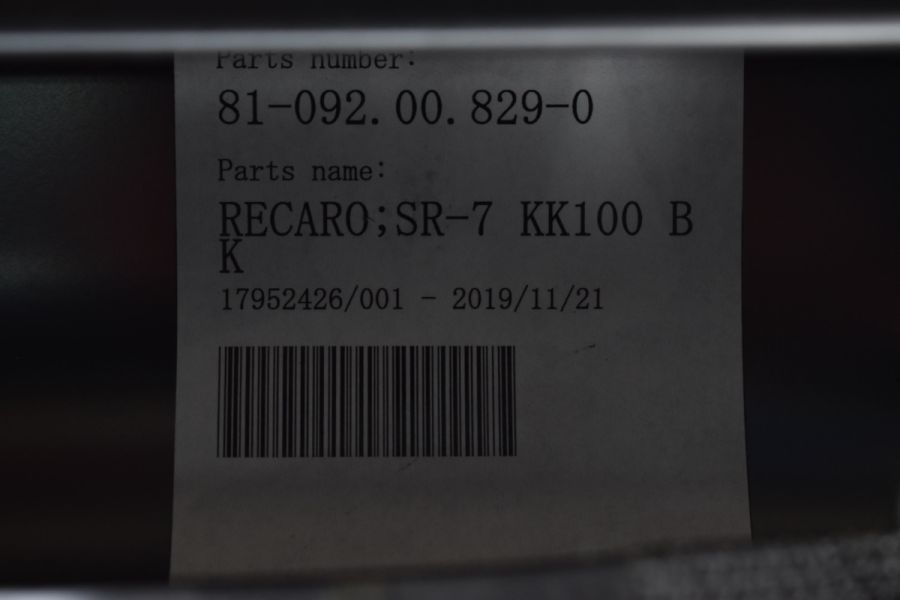 Parts number:
81-092.00.829-0
Parts name:
RECARO;SR-7 KK100 B
K
17952426/001 - 2019/11/21